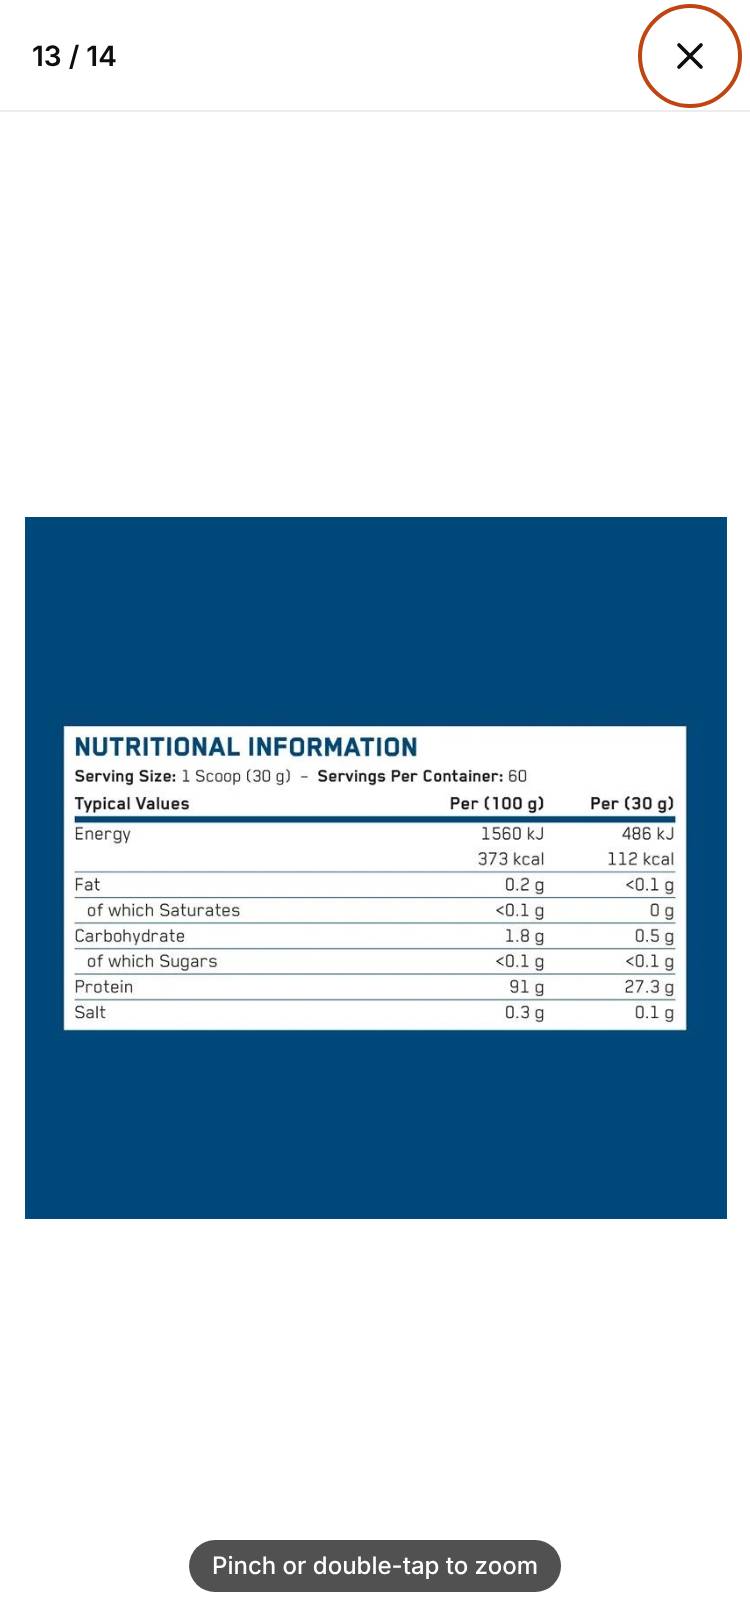 13 / 14
NUTRITIONAL INFORMATION
Serving Size: 1 Scoop (30 g) – Servings Per Container: 60
Typical Values Per (100 g) Per (30 g)
Energy 1560 kJ 486 kJ
373 kcal 112 kcal
Fat 0.2 g <0.1 g
of which Saturates <0.1 g 0 g
Carbohydrate 1.8 g 0.5 g
of which Sugars <0.1 g <0.1 g
Protein 91 g 27.3 g
Salt 0.3 g 0.1 g
Pinch or double-tap to zoom